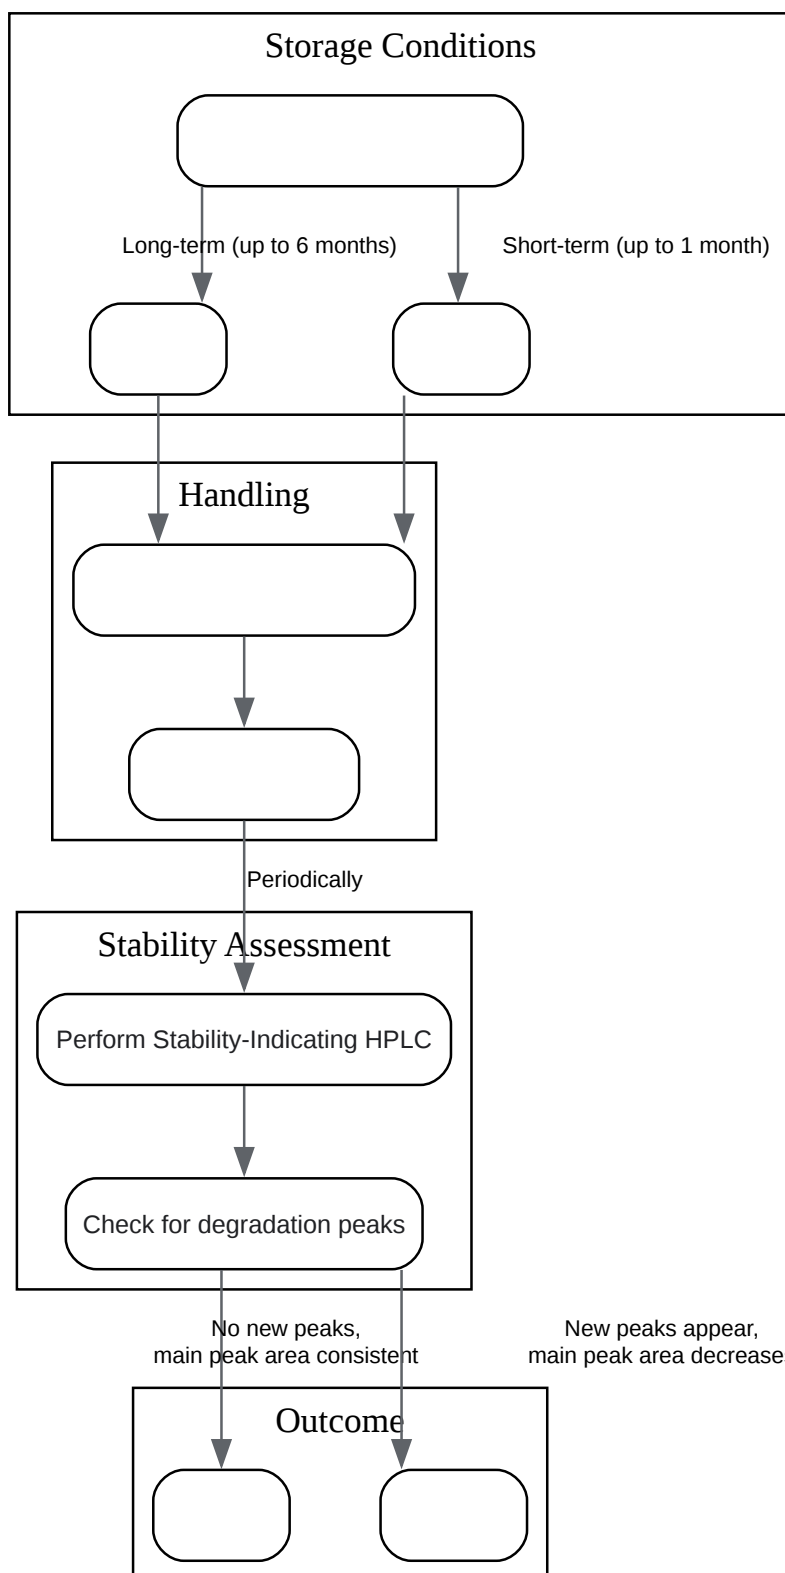 Storage Conditions
Long-term (up to 6 months)
Short-term (up to 1 month)
Handling
Periodically
Stability Assessment
Perform Stability-Indicating HPLC
Check for degradation peaks
No new peaks,
main peak area consistent
New peaks appear,
main peak area decreases
Outcome